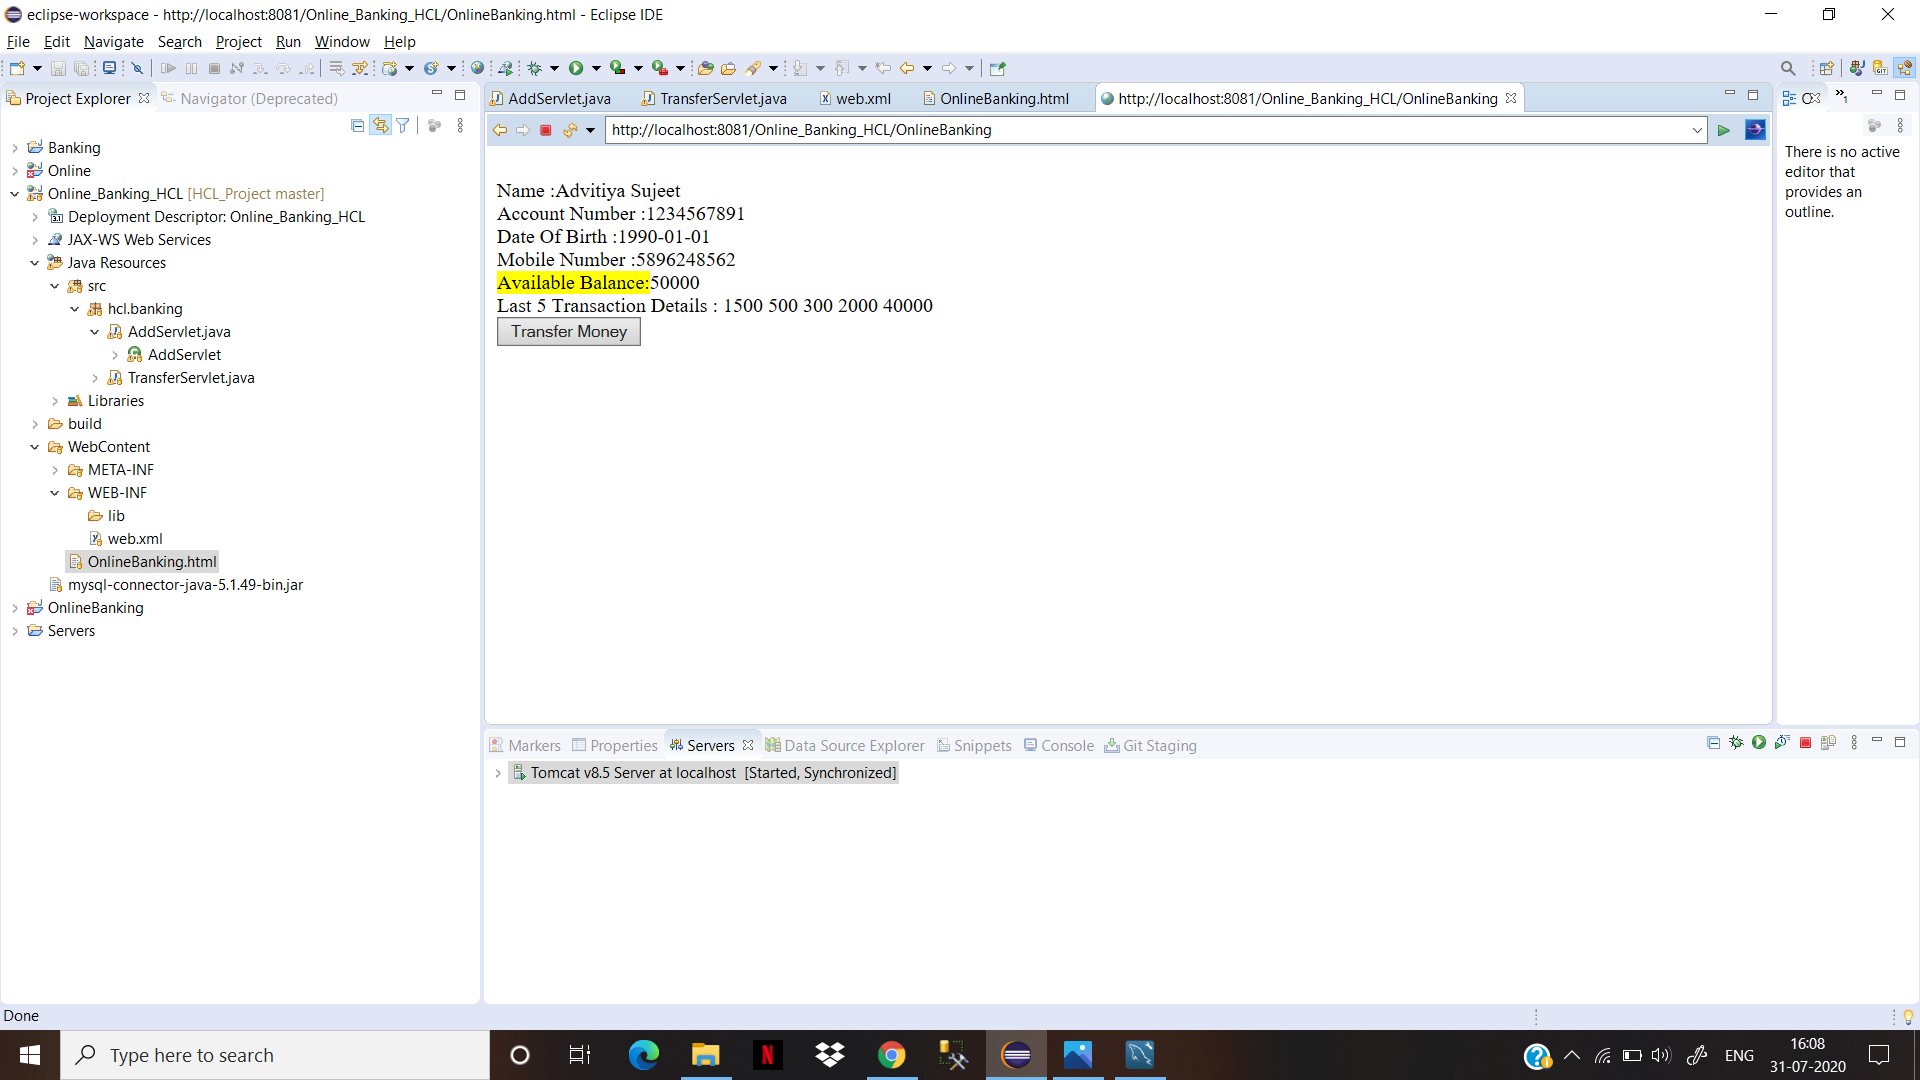 eclipse-workspace - http://localhost:8081/Online_Banking_HCL/OnlineBanking.html - Eclipse IDE
File Edit Navigate Search Project Run Window Help
Project Explorer
Navigator (Deprecated)
Banking
Online
Online_Banking_HCL [HCL_Project master]
Deployment Descriptor: Online_Banking_HCL
JAX-WS Web Services
Java Resources
src
hcl.banking
AddServlet.java
AddServlet
TransferServlet.java
Libraries
build
WebContent
META-INF
WEB-INF
lib
web.xml
OnlineBanking.html
mysql-connector-java-5.1.49-bin.jar
OnlineBanking
Servers
AddServlet.java TransferServlet.java web.xml OnlineBanking.html http://localhost:8081/Online_Banking_HCL/OnlineBanking
http://localhost:8081/Online_Banking_HCL/OnlineBanking
Name :Advitiya Sujeet
Account Number :1234567891
Date Of Birth :1990-01-01
Mobile Number :5896248562
Available Balance:50000
Last 5 Transaction Details : 1500 500 300 2000 40000
Transfer Money
There is no active
editor that
provides an
outline.
Markers Properties Servers Data Source Explorer Snippets Console Git Staging
Tomcat v8.5 Server at localhost [Started, Synchronized]
Done
Type here to search
ENG
16:08
31-07-2020